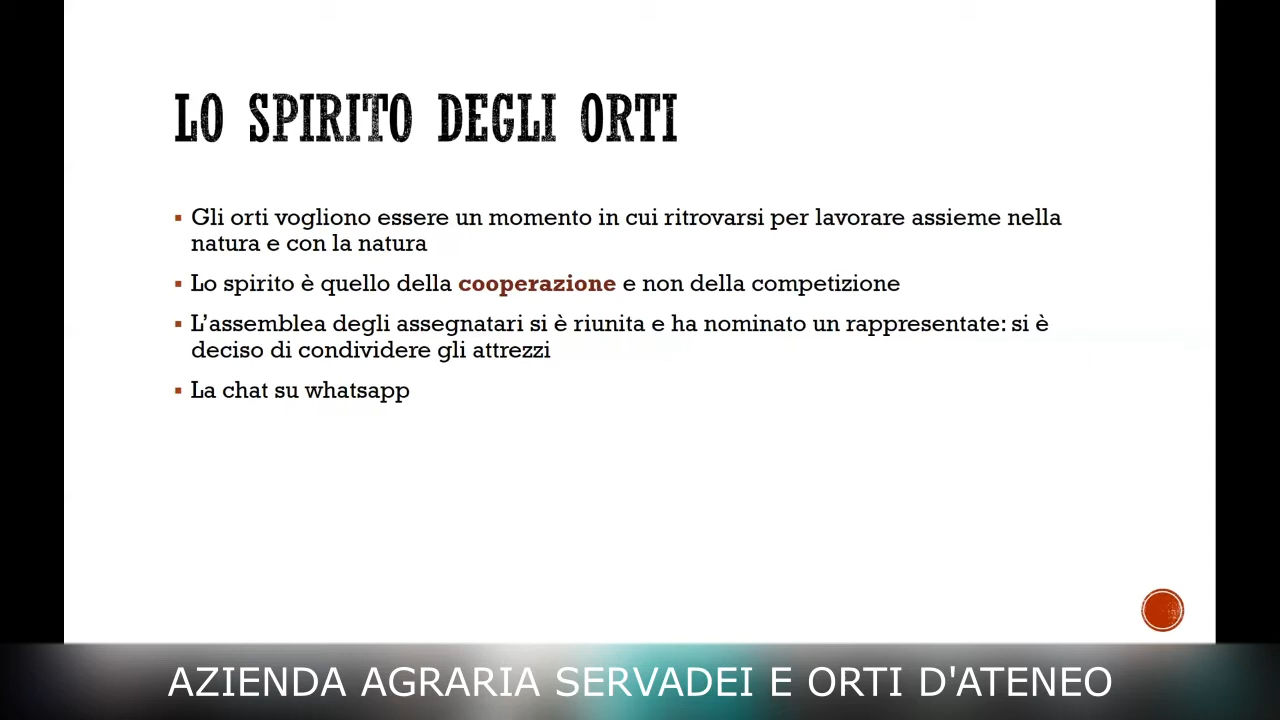 LO SPIRITO DEGLI ORTI
▪ Gli orti vogliono essere un momento in cui ritrovarsi per lavorare assieme nella
natura e con la natura
▪ Lo spirito è quello della cooperazione e non della competizione
▪ L'assemblea degli assegnatari si è riunita e ha nominato un rappresentate: si è
deciso di condividere gli attrezzi
▪ La chat su whatsapp
AZIENDA AGRARIA SERVADEI E ORTI D'ATENEO